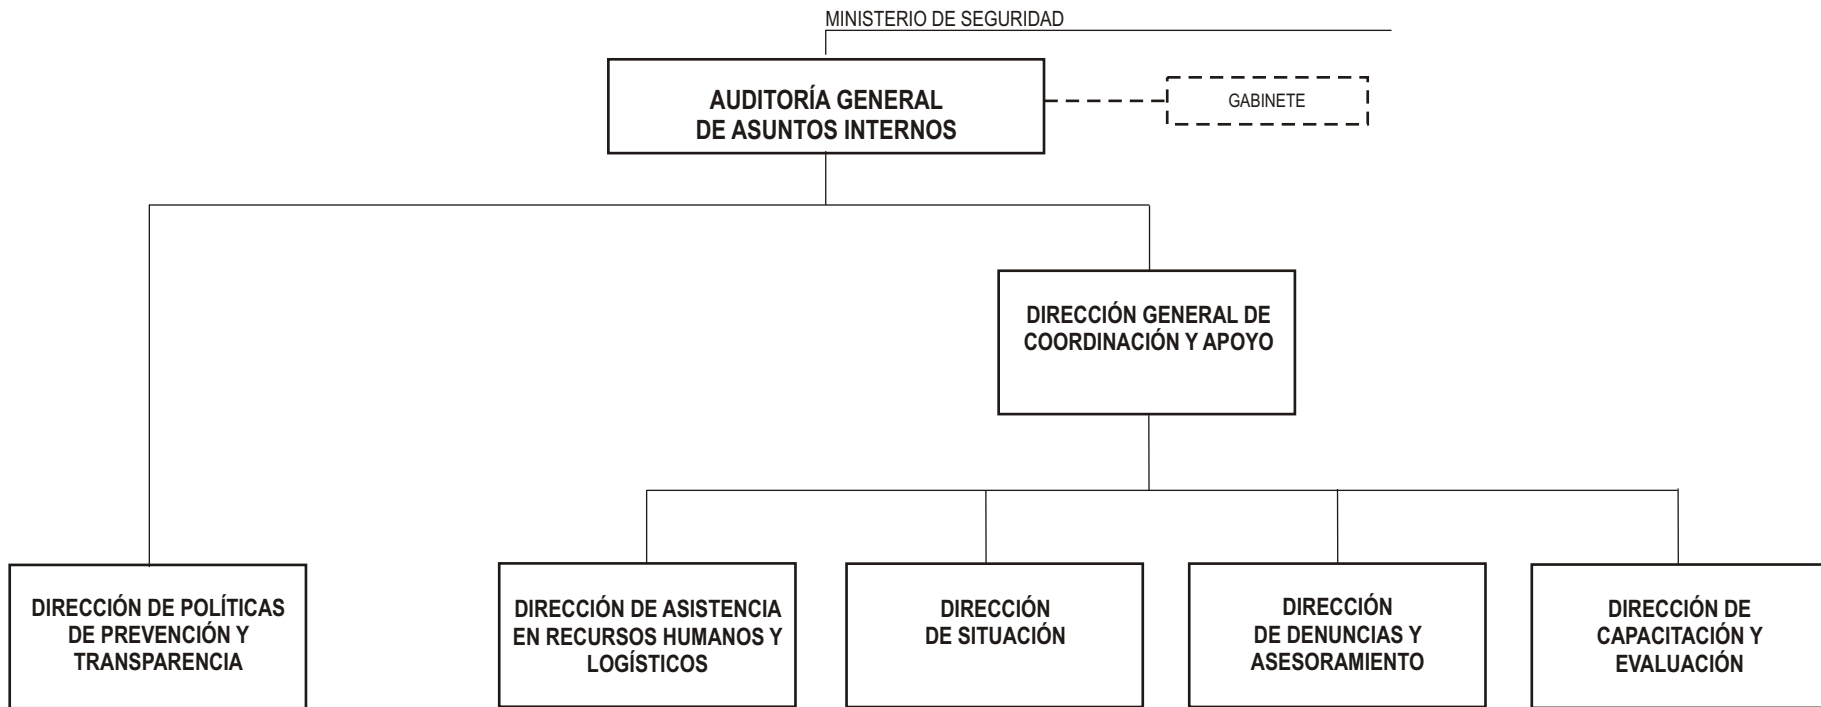 MINISTERIO DE SEGURIDAD
AUDITORÍA GENERAL
DE ASUNTOS INTERNOS
GABINETE
DIRECCIÓN GENERAL DE
COORDINACIÓN Y APOYO
DIRECCIÓN DE POLÍTICAS
DE PREVENCIÓN Y
TRANSPARENCIA
DIRECCIÓN DE ASISTENCIA
EN RECURSOS HUMANOS Y
LOGÍSTICOS
DIRECCIÓN
DE SITUACIÓN
DIRECCIÓN
DE DENUNCIAS Y
ASESORAMIENTO
DIRECCIÓN DE
CAPACITACIÓN Y
EVALUACIÓN